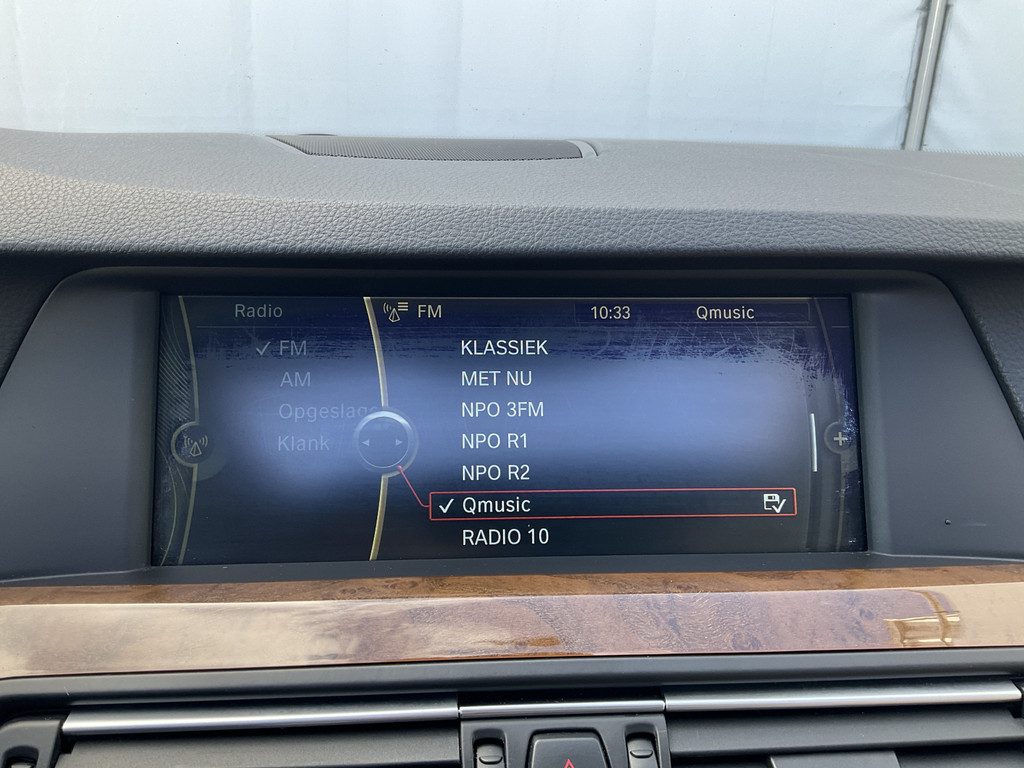 Radio FM 10:33 Qmusic
FM
AM
Opgeslage
Klank
KLASSIEK
MET NU
NPO 3FM
NPO R1
NPO R2
Qmusic
RADIO 10